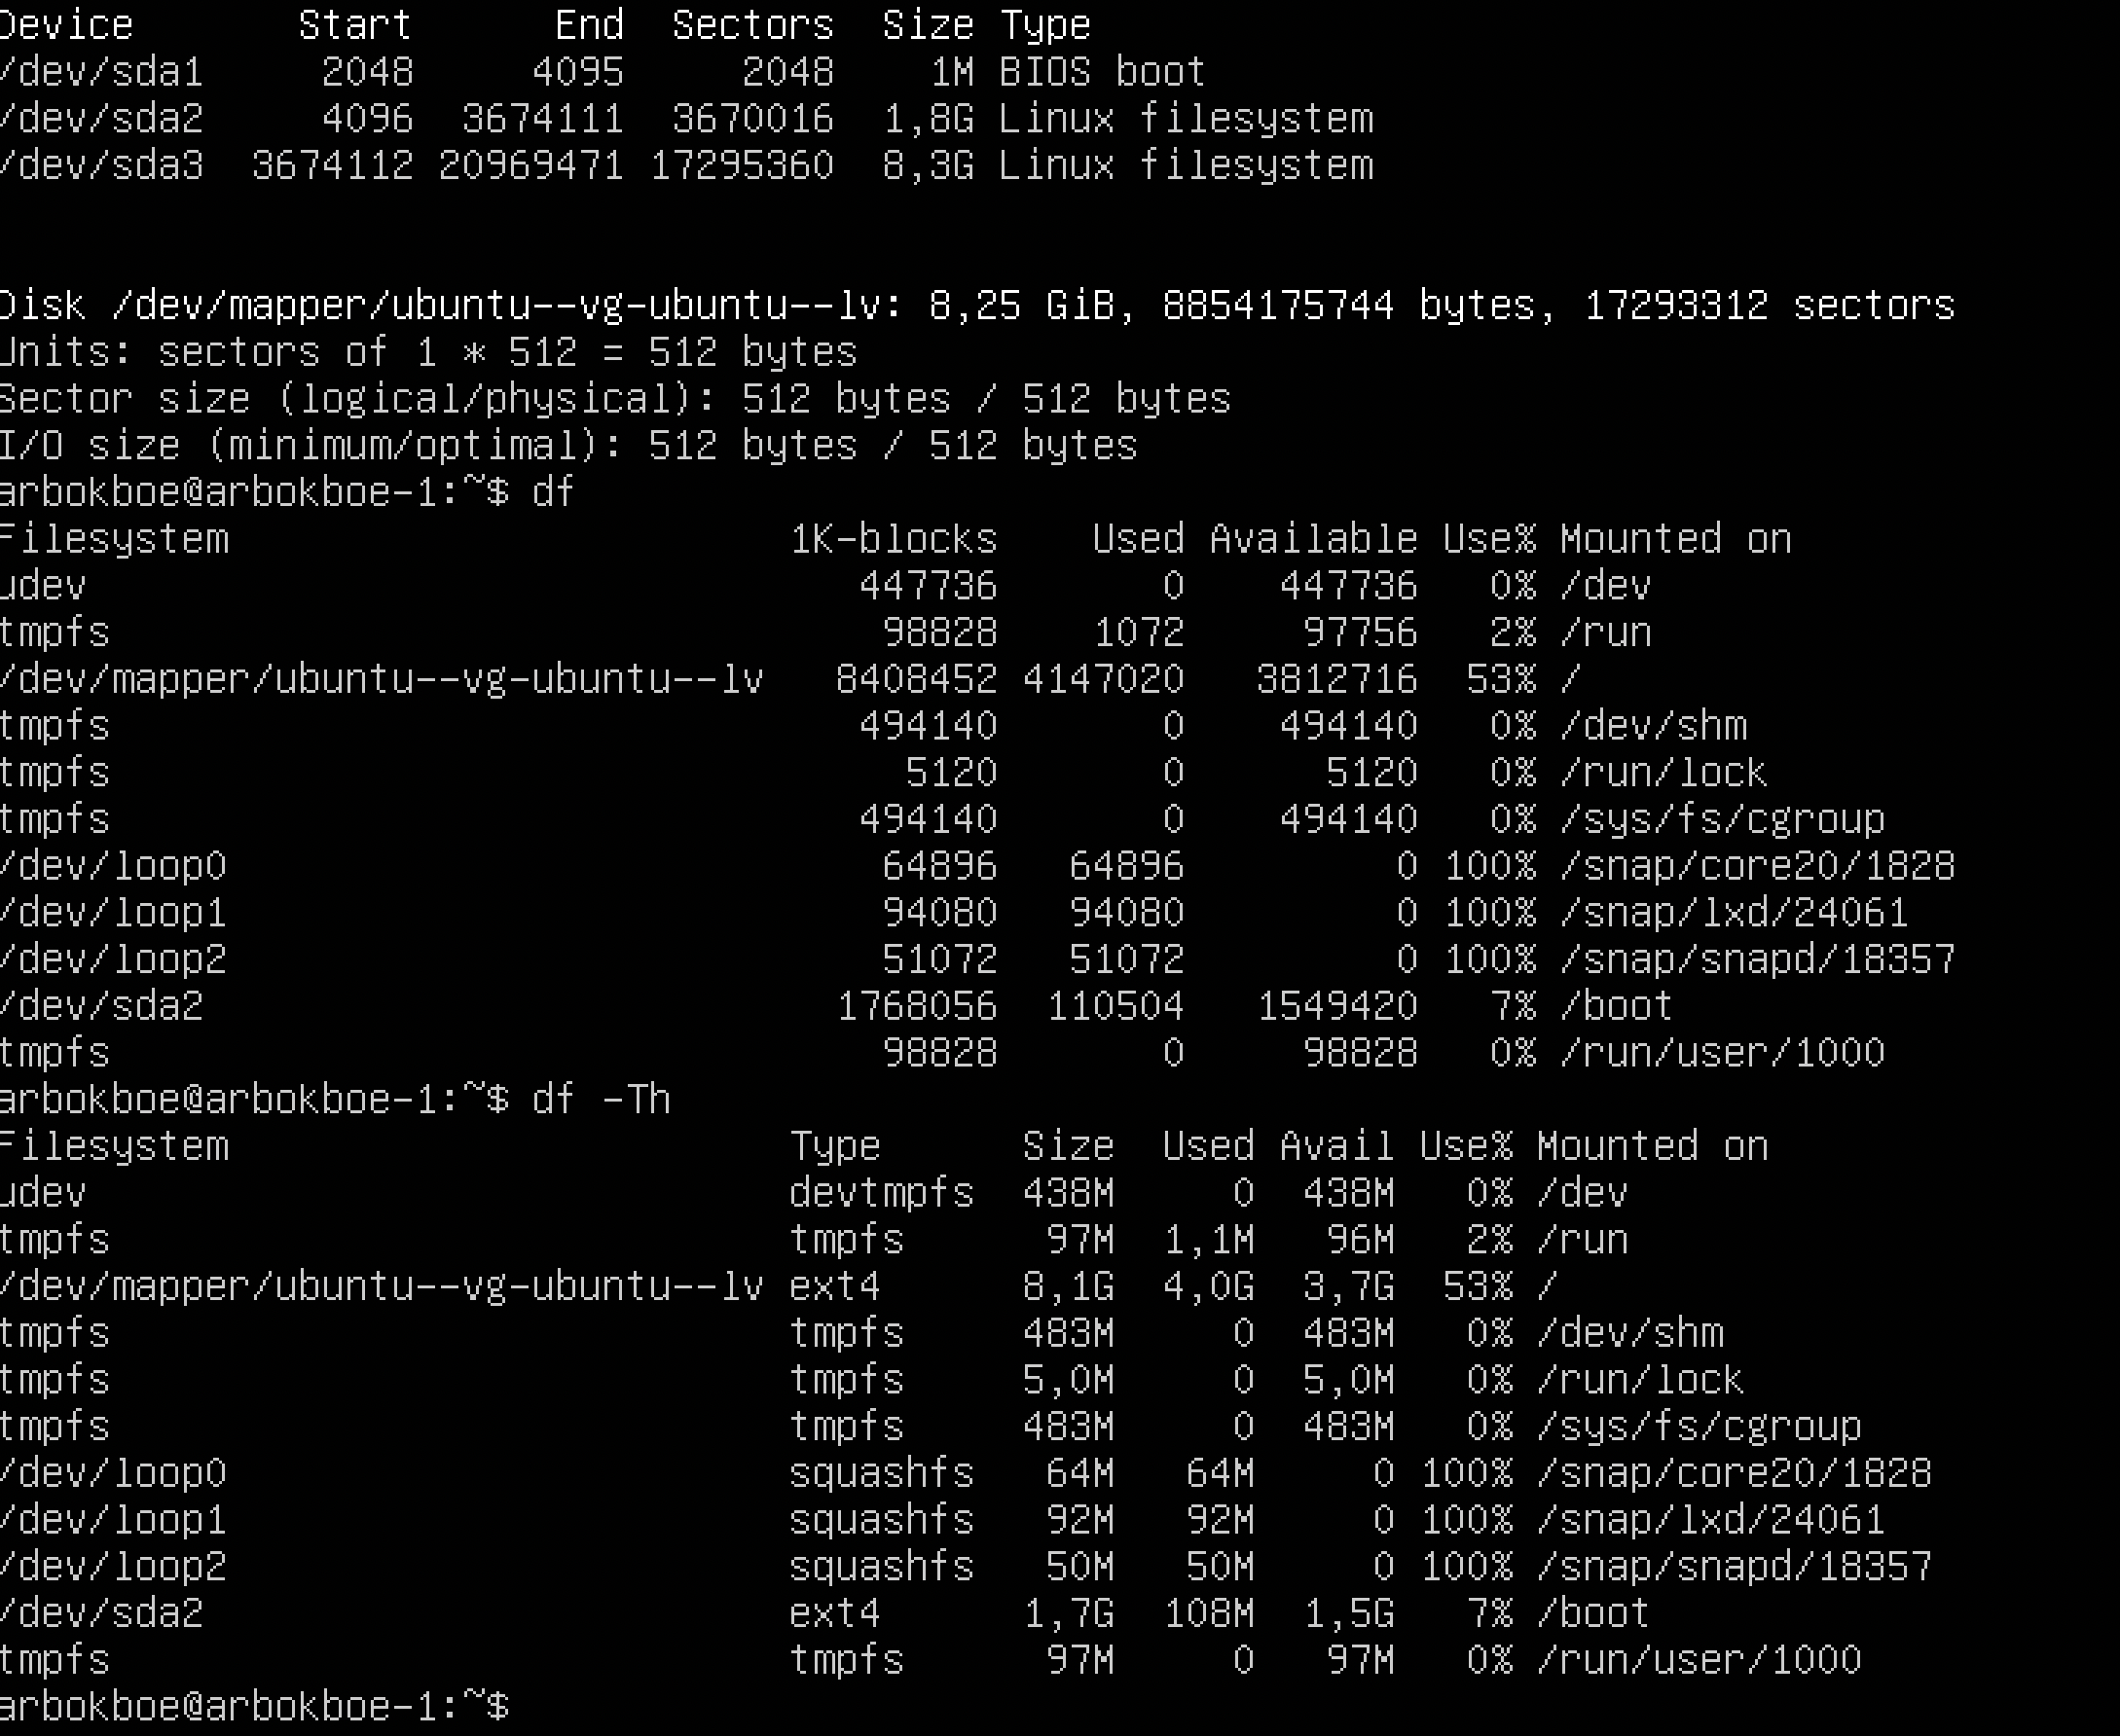 Device Start End Sectors Size Type
/dev/sda1 2048 4095 2048 1M BIOS boot
/dev/sda2 4096 3674111 3670016 1,8G Linux filesystem
/dev/sda3 3674112 20969471 17295360 8,3G Linux filesystem
Disk /dev/mapper/ubuntu--vg-ubuntu--lv: 8,25 GiB, 8854175744 bytes, 17293312 sectors
Units: sectors of 1 * 512 = 512 bytes
Sector size (logical/physical): 512 bytes / 512 bytes
I/O size (minimum/optimal): 512 bytes / 512 bytes
arbokboe@arbokboe-1:~$ df
Filesystem 1K-blocks Used Available Use% Mounted on
udev 447736 0 447736 0% /dev
tmpfs 98828 1072 97756 2% /run
/dev/mapper/ubuntu--vg-ubuntu--lv 8408452 4147020 3812716 53% /
tmpfs 494140 0 494140 0% /dev/shm
tmpfs 5120 0 5120 0% /run/lock
tmpfs 494140 0 494140 0% /sys/fs/cgroup
/dev/loop0 64896 64896 0 100% /snap/core20/1828
/dev/loop1 94080 94080 0 100% /snap/lxd/24061
/dev/loop2 51072 51072 0 100% /snap/snapd/18357
/dev/sda2 1768056 110504 1549420 7% /boot
tmpfs 98828 0 98828 0% /run/user/1000
arbokboe@arbokboe-1:~$ df -Th
Filesystem Type Size Used Avail Use% Mounted on
udev devtmpfs 438M 0 438M 0% /dev
tmpfs tmpfs 97M 1,1M 96M 2% /run
/dev/mapper/ubuntu--vg-ubuntu--lv ext4 8,1G 4,0G 3,7G 53% /
tmpfs tmpfs 483M 0 483M 0% /dev/shm
tmpfs tmpfs 5,0M 0 5,0M 0% /run/lock
tmpfs tmpfs 483M 0 483M 0% /sys/fs/cgroup
/dev/loop0 squashfs 64M 64M 0 100% /snap/core20/1828
/dev/loop1 squashfs 92M 92M 0 100% /snap/lxd/24061
/dev/loop2 squashfs 50M 50M 0 100% /snap/snapd/18357
/dev/sda2 ext4 1,7G 108M 1,5G 7% /boot
tmpfs tmpfs 97M 0 97M 0% /run/user/1000
arbokboe@arbokboe-1:~$